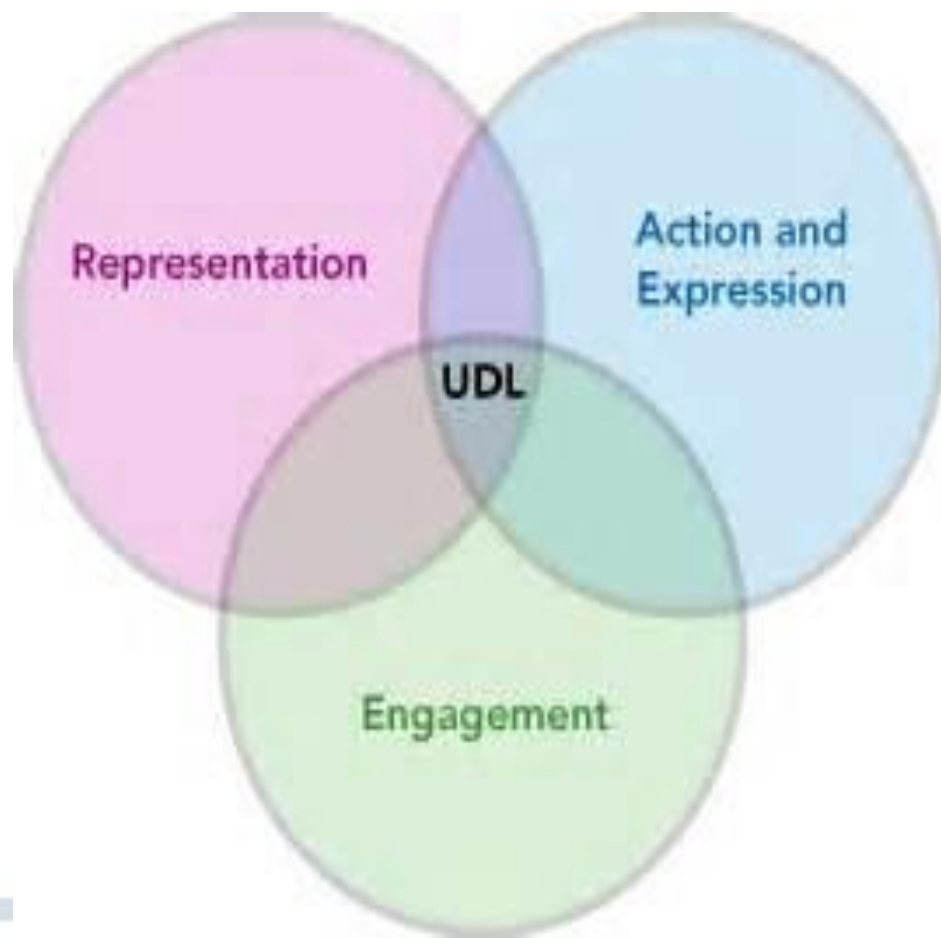 Representation
Action and
Expression
UDL
Engagement